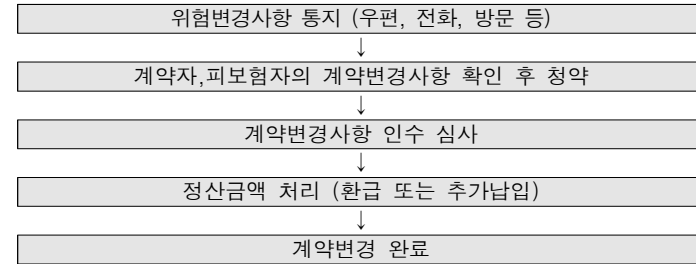 위험변경사항 통지 (우편, 전화, 방문 등)
↓
계약자,피보험자의 계약변경사항 확인 후 청약
↓
계약변경사항 인수 심사
↓
정산금액 처리 (환급 또는 추가납입)
↓
계약변경 완료